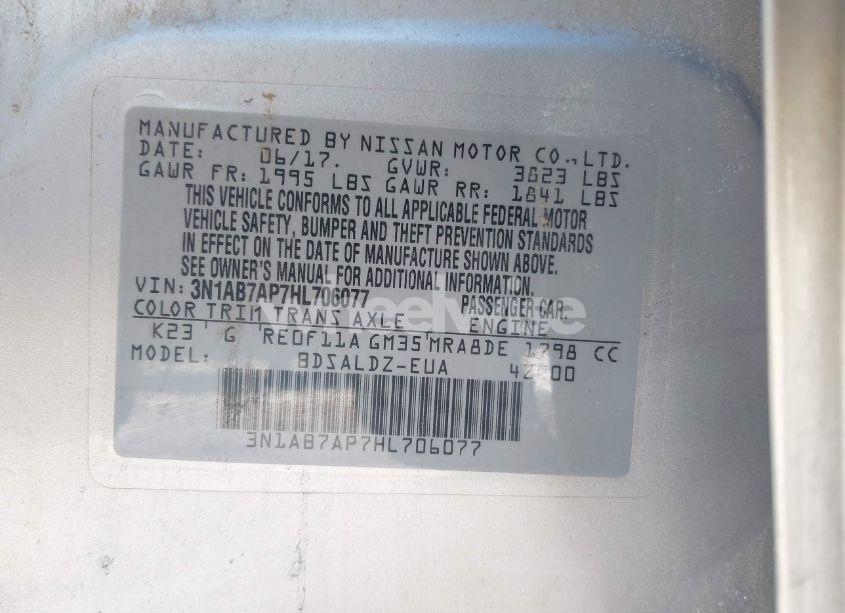 MANUFACTURED BY NISSAN MOTOR CO., LTD.
DATE: 06/17. GVWR: 3823 LBS
GAWR FR: 1995 LBS GAWR RR: 1841 LBS
THIS VEHICLE CONFORMS TO ALL APPLICABLE FEDERAL MOTOR
VEHICLE SAFETY, BUMPER AND THEFT PREVENTION STANDARDS
IN EFFECT ON THE DATE OF MANUFACTURE SHOWN ABOVE.
SEE OWNER'S MANUAL FOR ADDITIONAL INFORMATION.
VIN: 3N1AB7AP7HL706077 PASSENGER CAR.
COLOR TRIM TRANS AXLE ENGINE
K23 G RE0F11A GM35 MRA8DE 1798 CC
MODEL: BDSALDZ-EUA
3N1AB7AP7HL706077